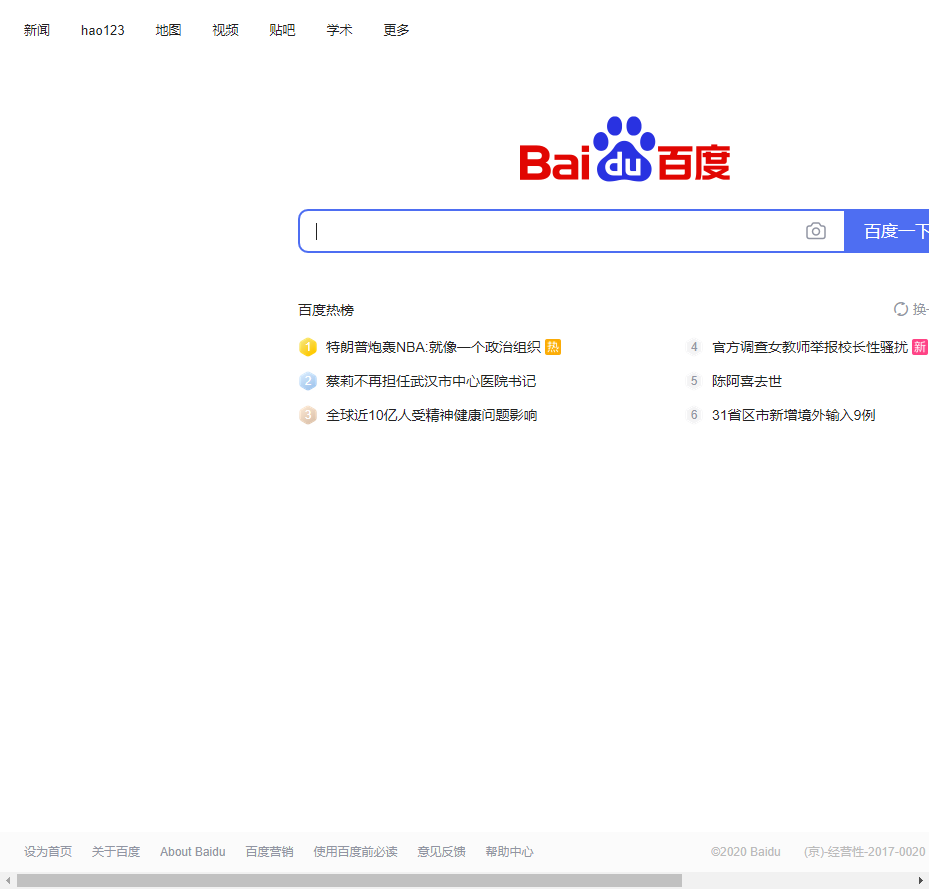 新闻 hao123 地图 视频 贴吧 学术 更多
Bai du 百度
百度一下
百度热榜 换一
1 特朗普炮轰NBA:就像一个政治组织 热
4 官方调查女教师举报校长性骚扰 新
2 蔡莉不再担任武汉市中心医院书记
5 陈阿喜去世
3 全球近10亿人受精神健康问题影响
6 31省区市新增境外输入9例
设为首页 关于百度 About Baidu 百度营销 使用百度前必读 意见反馈 帮助中心 ©2020 Baidu (京)-经营性-2017-0020